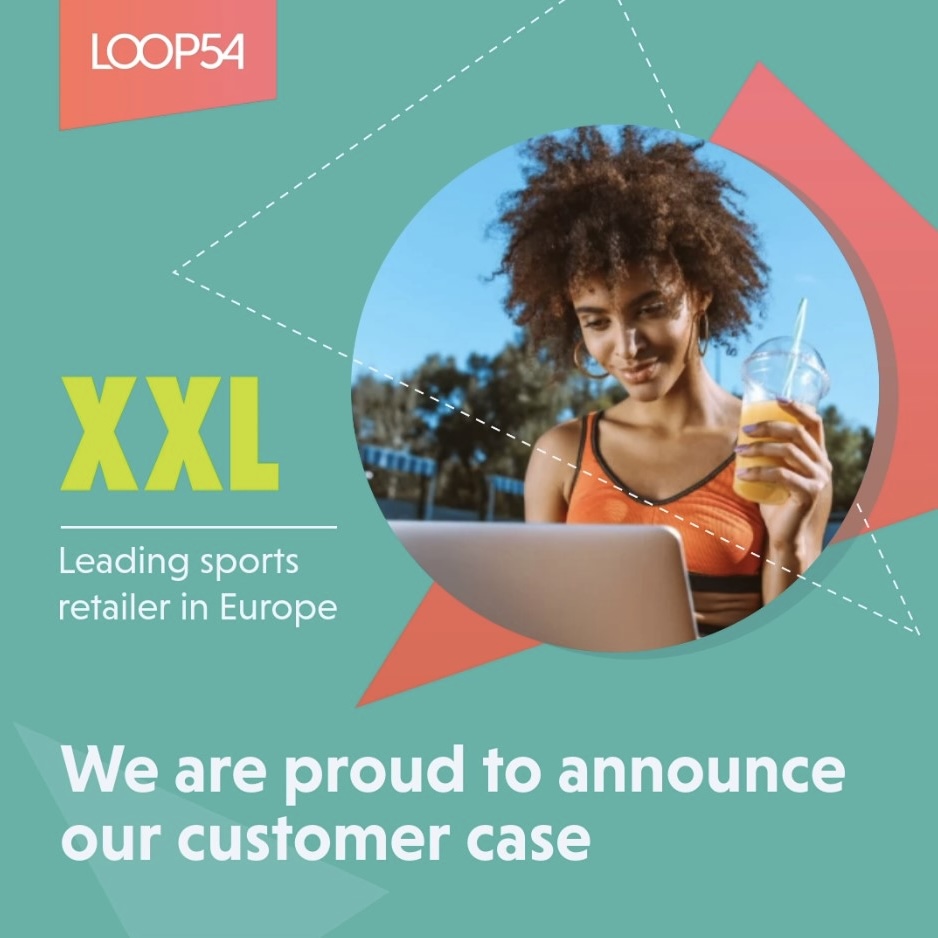 LOOP54
XXL
Leading sports
retailer in Europe
We are proud to announce
our customer case